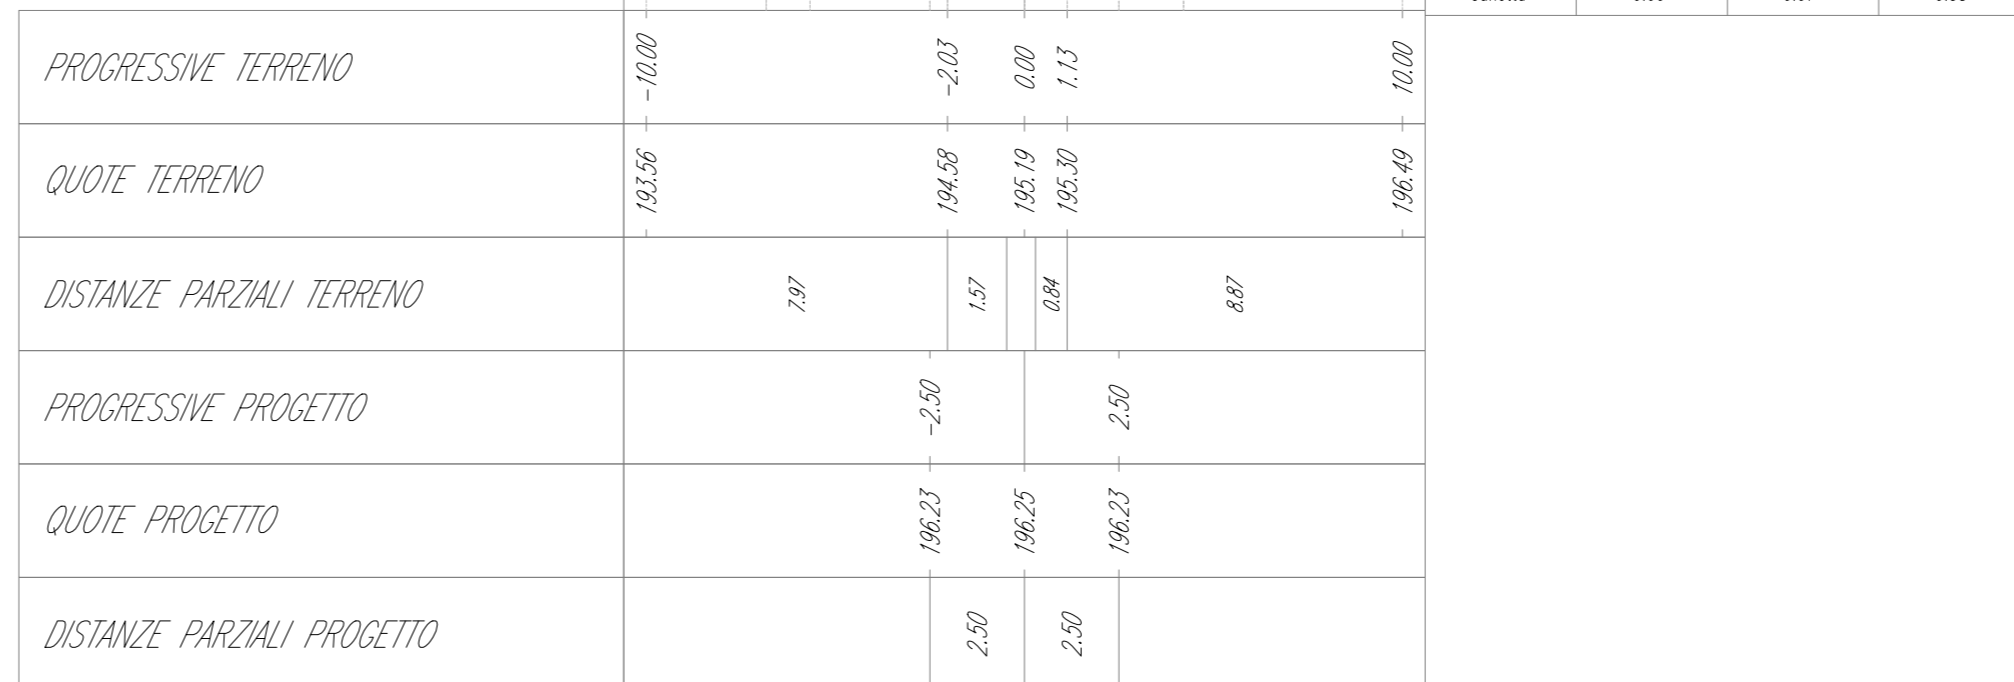 PROGRESSIVE TERRENO -10.00 -2.03 0.00 1.13 10.00
QUOTE TERRENO 193.56 194.58 195.19 195.30 196.49
DISTANZE PARZIALI TERRENO 7.97 1.57 0.84 8.87
PROGRESSIVE PROGETTO -2.50 2.50
QUOTE PROGETTO 196.23 196.25 196.23
DISTANZE PARZIALI PROGETTO 2.50 2.50